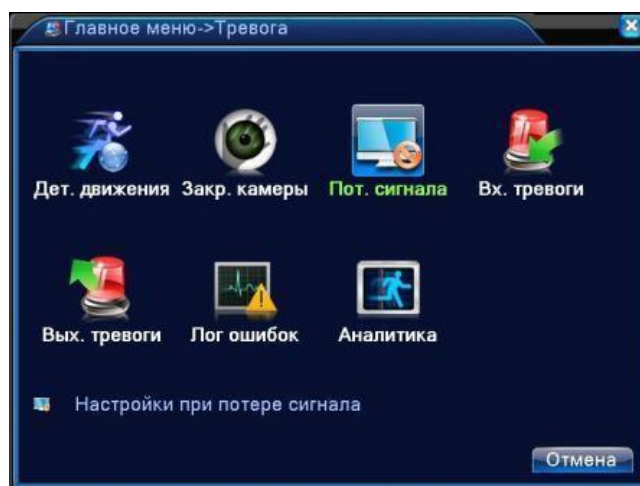 Главное меню->Тревога
Дет. движения Закр. камеры Пот. сигнала Вх. тревоги
Вых. тревоги Лог ошибок Аналитика
Настройки при потере сигнала
Отмена